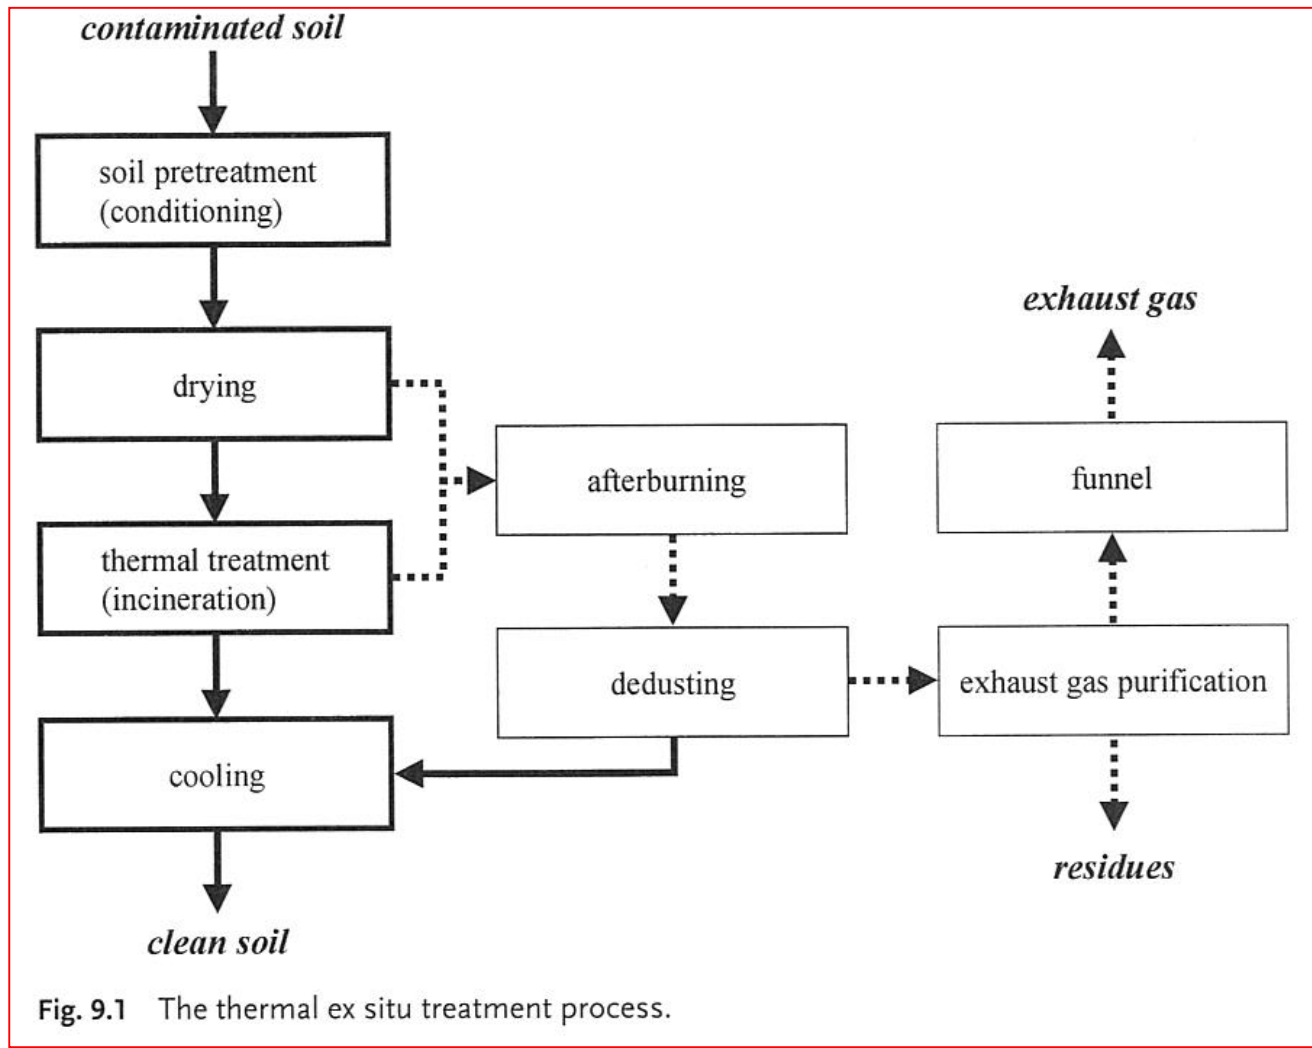 contaminated soil
soil pretreatment
(conditioning)
drying
thermal treatment
(incineration)
cooling
clean soil
afterburning
dedusting
exhaust gas
funnel
exhaust gas purification
residues
Fig. 9.1 The thermal ex situ treatment process.